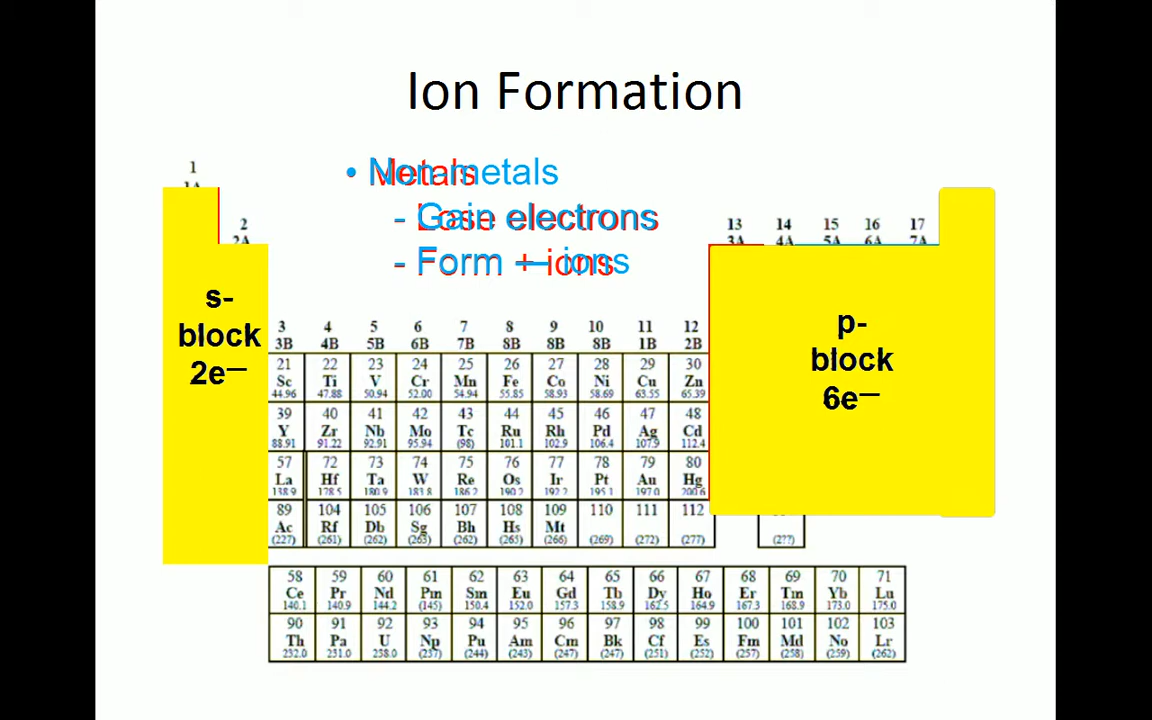 Ion Formation
1
1A
• Metals
• Non-metals
- Lose electrons
- Gain electrons
- Form + ions
- Form — ions
2
2A
13 14 15 16 17
3A 4A 5A 6A 7A
s-
block
2e—
p-
block
6e—
3 4 5 6 7 8 9 10 11 12
3B 4B 5B 6B 7B 8B 8B 8B 1B 2B
21 22 23 24 25 26 27 28 29 30
Sc Ti V Cr Mn Fe Co Ni Cu Zn
44.96 47.88 50.94 52.00 54.94 55.85 58.93 58.69 63.55 65.39
39 40 41 42 43 44 45 46 47 48
Y Zr Nb Mo Tc Ru Rh Pd Ag Cd
88.91 91.22 92.91 95.94 (98) 101.1 102.9 106.4 107.9 112.4
57 72 73 74 75 76 77 78 79 80
La Hf Ta W Re Os Ir Pt Au Hg
138.9 178.5 180.9 183.8 186.2 190.2 192.2 195.1 197.0 200.6
89 104 105 106 107 108 109 110 111 112
Ac Rf Db Sg Bh Hs Mt
(227) (261) (262) (263) (262) (265) (266) (269) (272) (277) (2??)
58 59 60 61 62 63 64 65 66 67 68 69 70 71
Ce Pr Nd Pm Sm Eu Gd Tb Dy Ho Er Tm Yb Lu
140.1 140.9 144.2 (145) 150.4 152.0 157.3 158.9 162.5 164.9 167.3 168.9 173.0 175.0
90 91 92 93 94 95 96 97 98 99 100 101 102 103
Th Pa U Np Pu Am Cm Bk Cf Es Fm Md No Lr
232.0 231.0 238.0 (237) (244) (243) (247) (247) (251) (252) (257) (258) (259) (262)